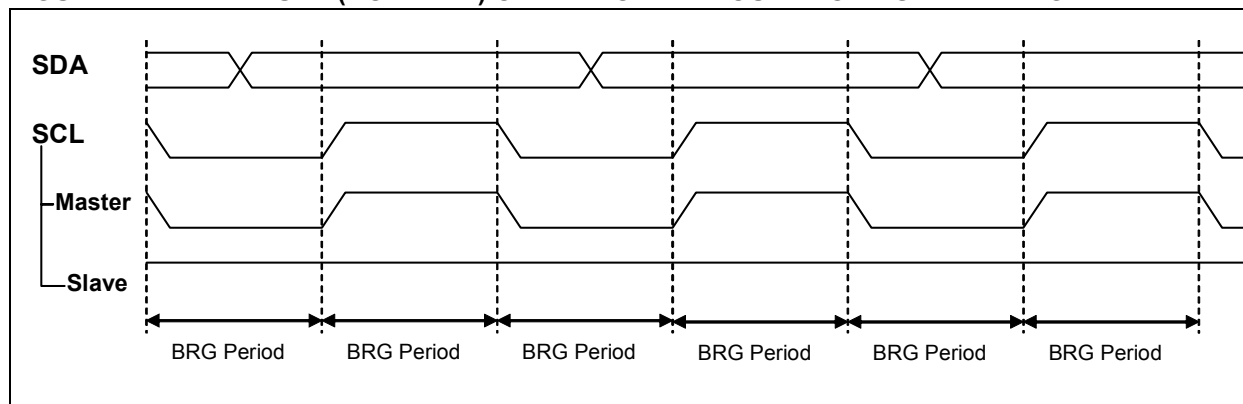 SDA
SCL
Master
Slave
BRG Period BRG Period BRG Period BRG Period BRG Period BRG Period